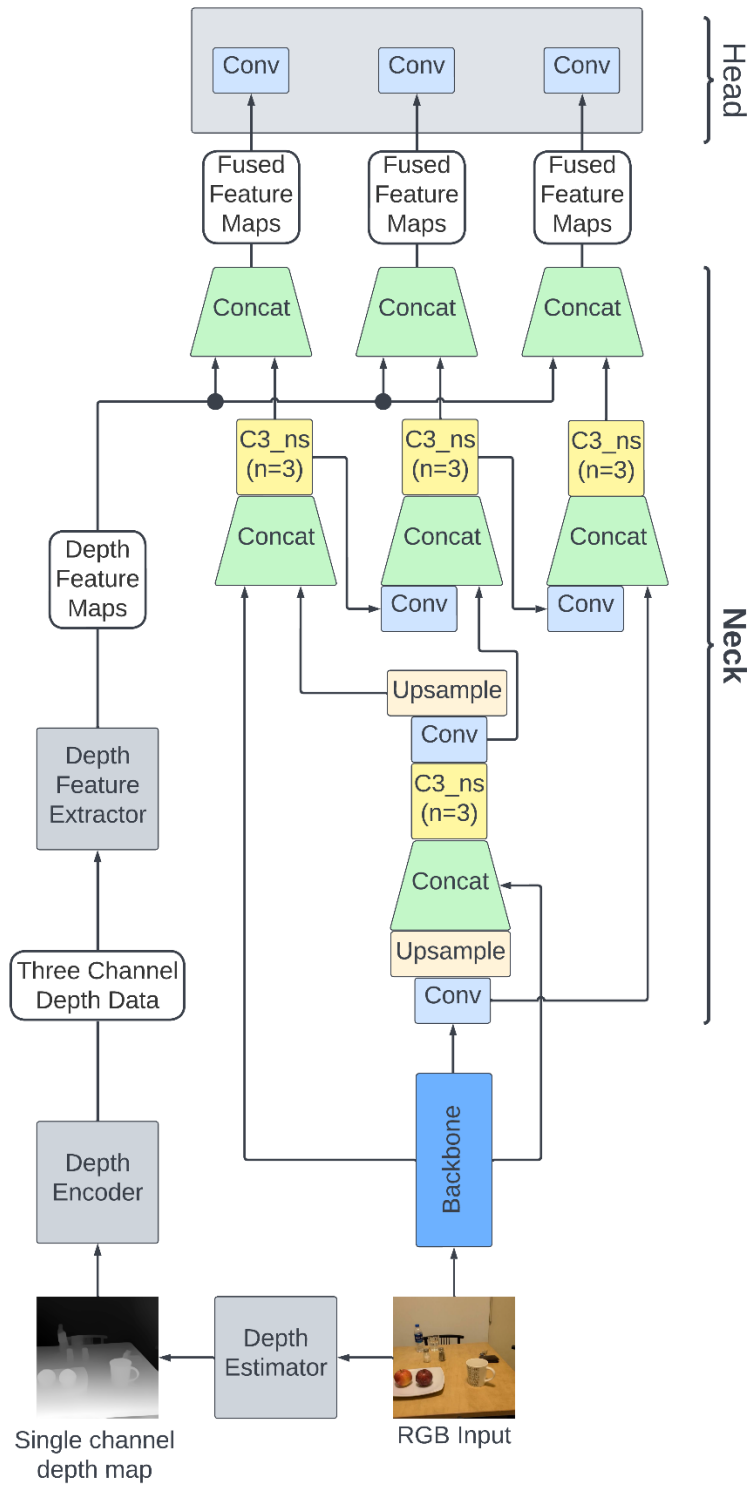 Head
Conv
Conv
Conv
Fused
Feature
Maps
Fused
Feature
Maps
Fused
Feature
Maps
Concat
Concat
Concat
C3_ns
(n=3)
C3_ns
(n=3)
C3_ns
(n=3)
Concat
Concat
Concat
Conv
Conv
Neck
Depth
Feature
Maps
Upsample
Conv
C3_ns
(n=3)
Depth
Feature
Extractor
Concat
Upsample
Conv
Three Channel
Depth Data
Backbone
Depth
Encoder
Depth
Estimator
Single channel
depth map
RGB Input